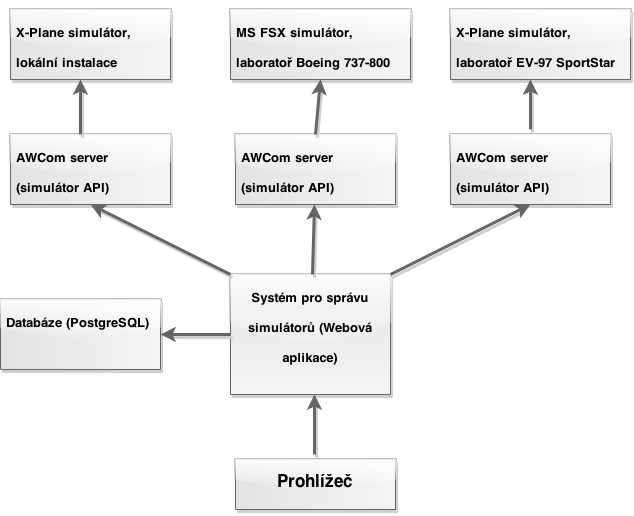 X-Plane simulátor,
lokální instalace
MS FSX simulátor,
laboratoř Boeing 737-800
X-Plane simulátor,
laboratoř EV-97 SportStar
AWCom server
(simulátor API)
AWCom server
(simulátor API)
AWCom server
(simulátor API)
Systém pro správu
simulátorů (Webová
aplikace)
Databáze (PostgreSQL)
Prohlížeč